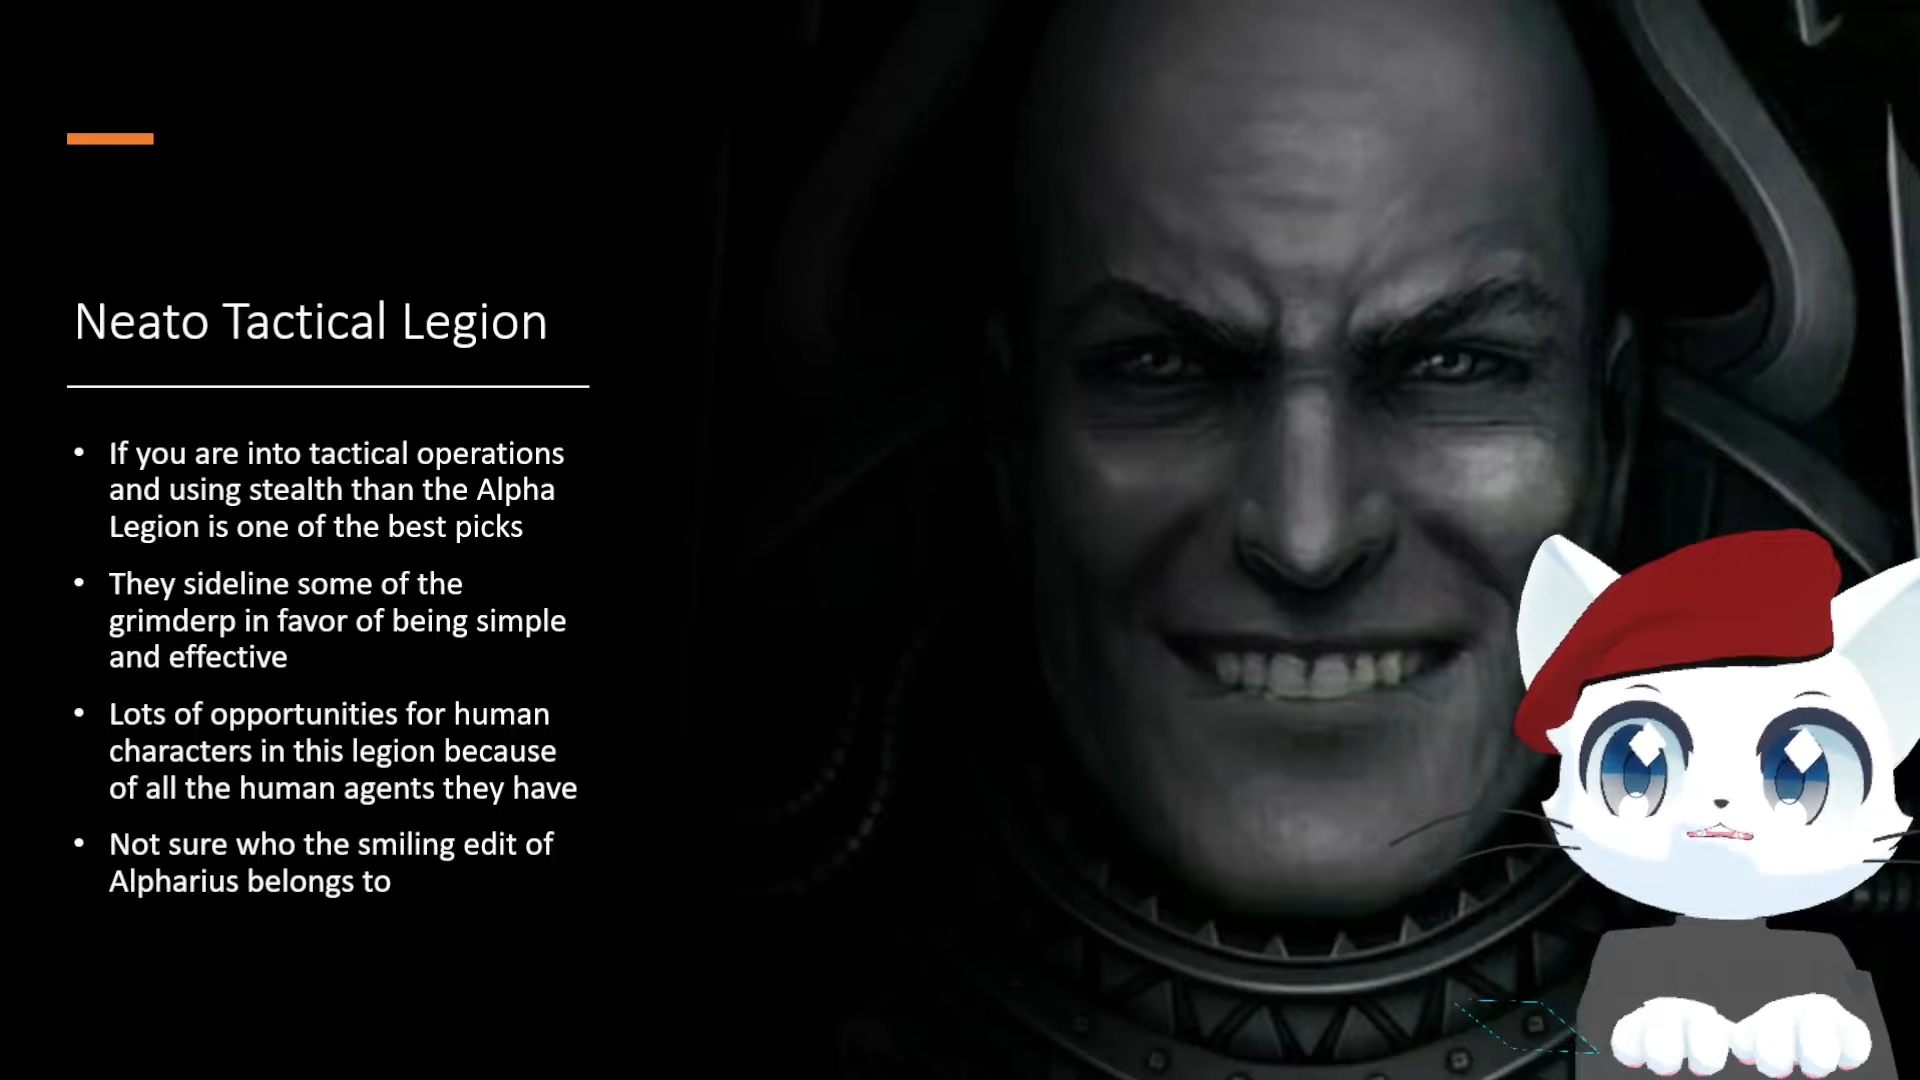 Neato Tactical Legion
• If you are into tactical operations
and using stealth than the Alpha
Legion is one of the best picks
• They sideline some of the
grimderp in favor of being simple
and effective
• Lots of opportunities for human
characters in this legion because
of all the human agents they have
• Not sure who the smiling edit of
Alpharius belongs to